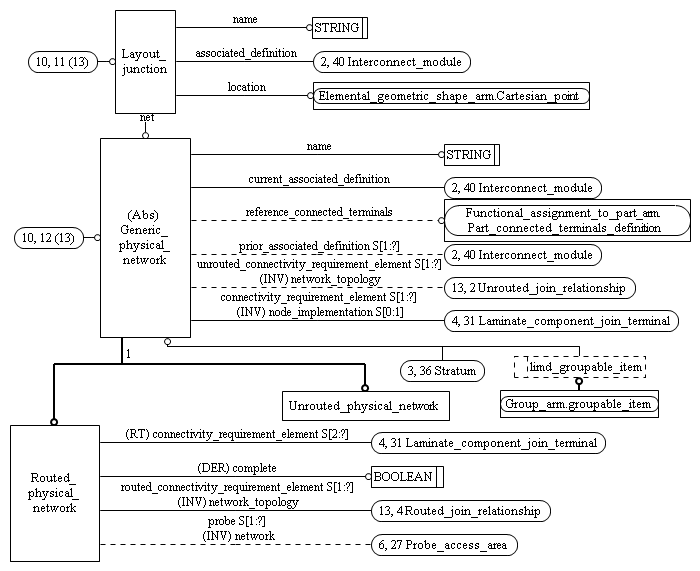 name
STRING
10, 11 (13)
Layout_
junction
associated_definition
2, 40 Interconnect_module
location
Elemental_geometric_shape_arm.Cartesian_point
net
name
STRING
current_associated_definition
2, 40 Interconnect_module
10, 12 (13)
(Abs)
Generic_
physical_
network
reference_connected_terminals
Functional_assignment_to_part_arm.
Part_connected_terminals_definition
prior_associated_definition S[1:?]
2, 40 Interconnect_module
unrouted_connectivity_requirement_element S[1:?]
(INV) network_topology
13, 2 Unrouted_join_relationship
connectivity_requirement_element S[1:?]
(INV) node_implementation S[0:1]
4, 31 Laminate_component_join_terminal
1
3, 36 Stratum
limd_groupable_item
Group_arm.groupable_item
Unrouted_physical_network
Routed_
physical_
network
(RT) connectivity_requirement_element S[2:?]
4, 31 Laminate_component_join_terminal
(DER) complete
BOOLEAN
routed_connectivity_requirement_element S[1:?]
(INV) network_topology
13, 4 Routed_join_relationship
probe S[1:?]
(INV) network
6, 27 Probe_access_area